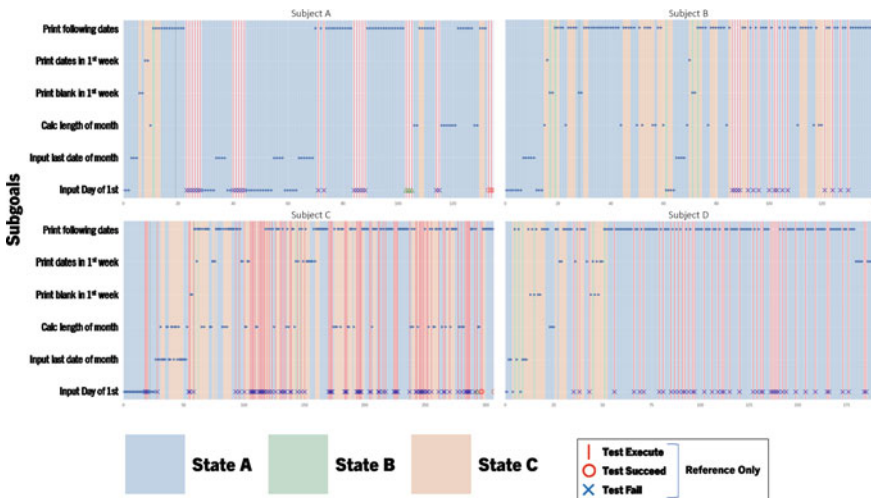 Subject A
Subject B
Print following dates
Print dates in 1st week
Print blank in 1st week
Calc length of month
Input last date of month
Input Day of 1st
Print following dates
Print dates in 1st week
Print blank in 1st week
Calc length of month
Input last date of month
Input Day of 1st
Subgoals
Subject C
Subject D
State A
State B
State C
Test Execute
Test Succeed
Test Fail
Reference Only